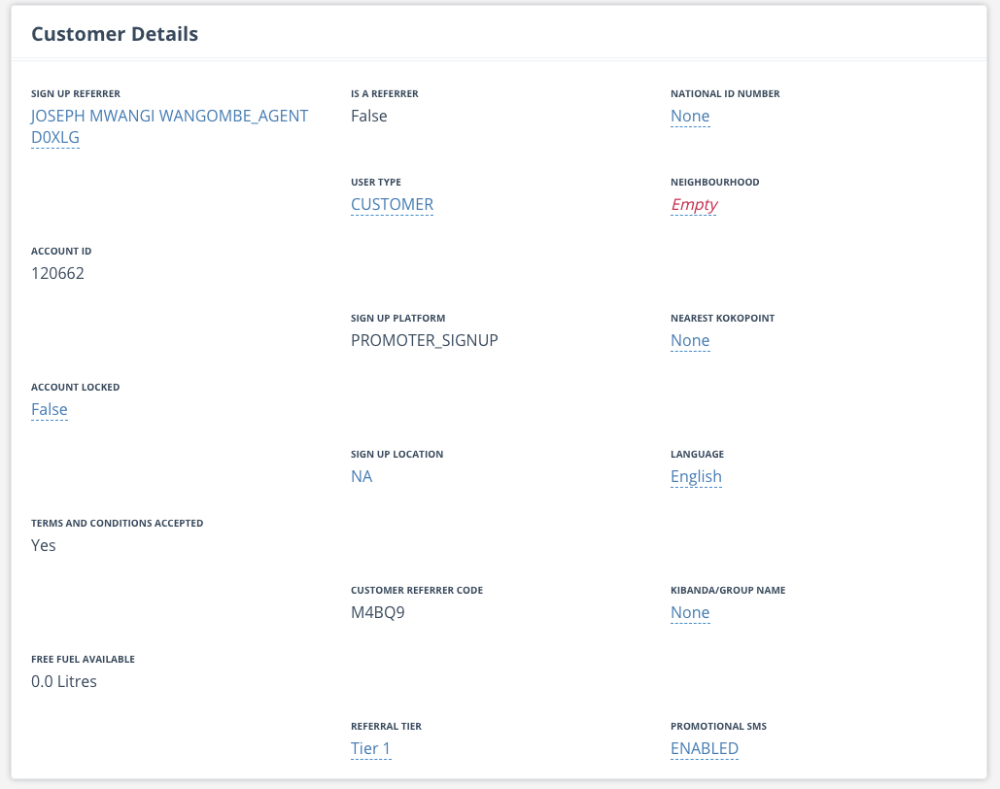 Customer Details
SIGN UP REFERRER
JOSEPH MWANGI WANGOMBE_AGENT
D0XLG
IS A REFERRER
False
NATIONAL ID NUMBER
None
USER TYPE
CUSTOMER
NEIGHBOURHOOD
Empty
ACCOUNT ID
120662
SIGN UP PLATFORM
PROMOTER_SIGNUP
NEAREST KOKOPOINT
None
ACCOUNT LOCKED
False
SIGN UP LOCATION
NA
LANGUAGE
English
TERMS AND CONDITIONS ACCEPTED
Yes
CUSTOMER REFERRER CODE
M4BQ9
KIBANDA/GROUP NAME
None
FREE FUEL AVAILABLE
0.0 Litres
REFERRAL TIER
Tier 1
PROMOTIONAL SMS
ENABLED